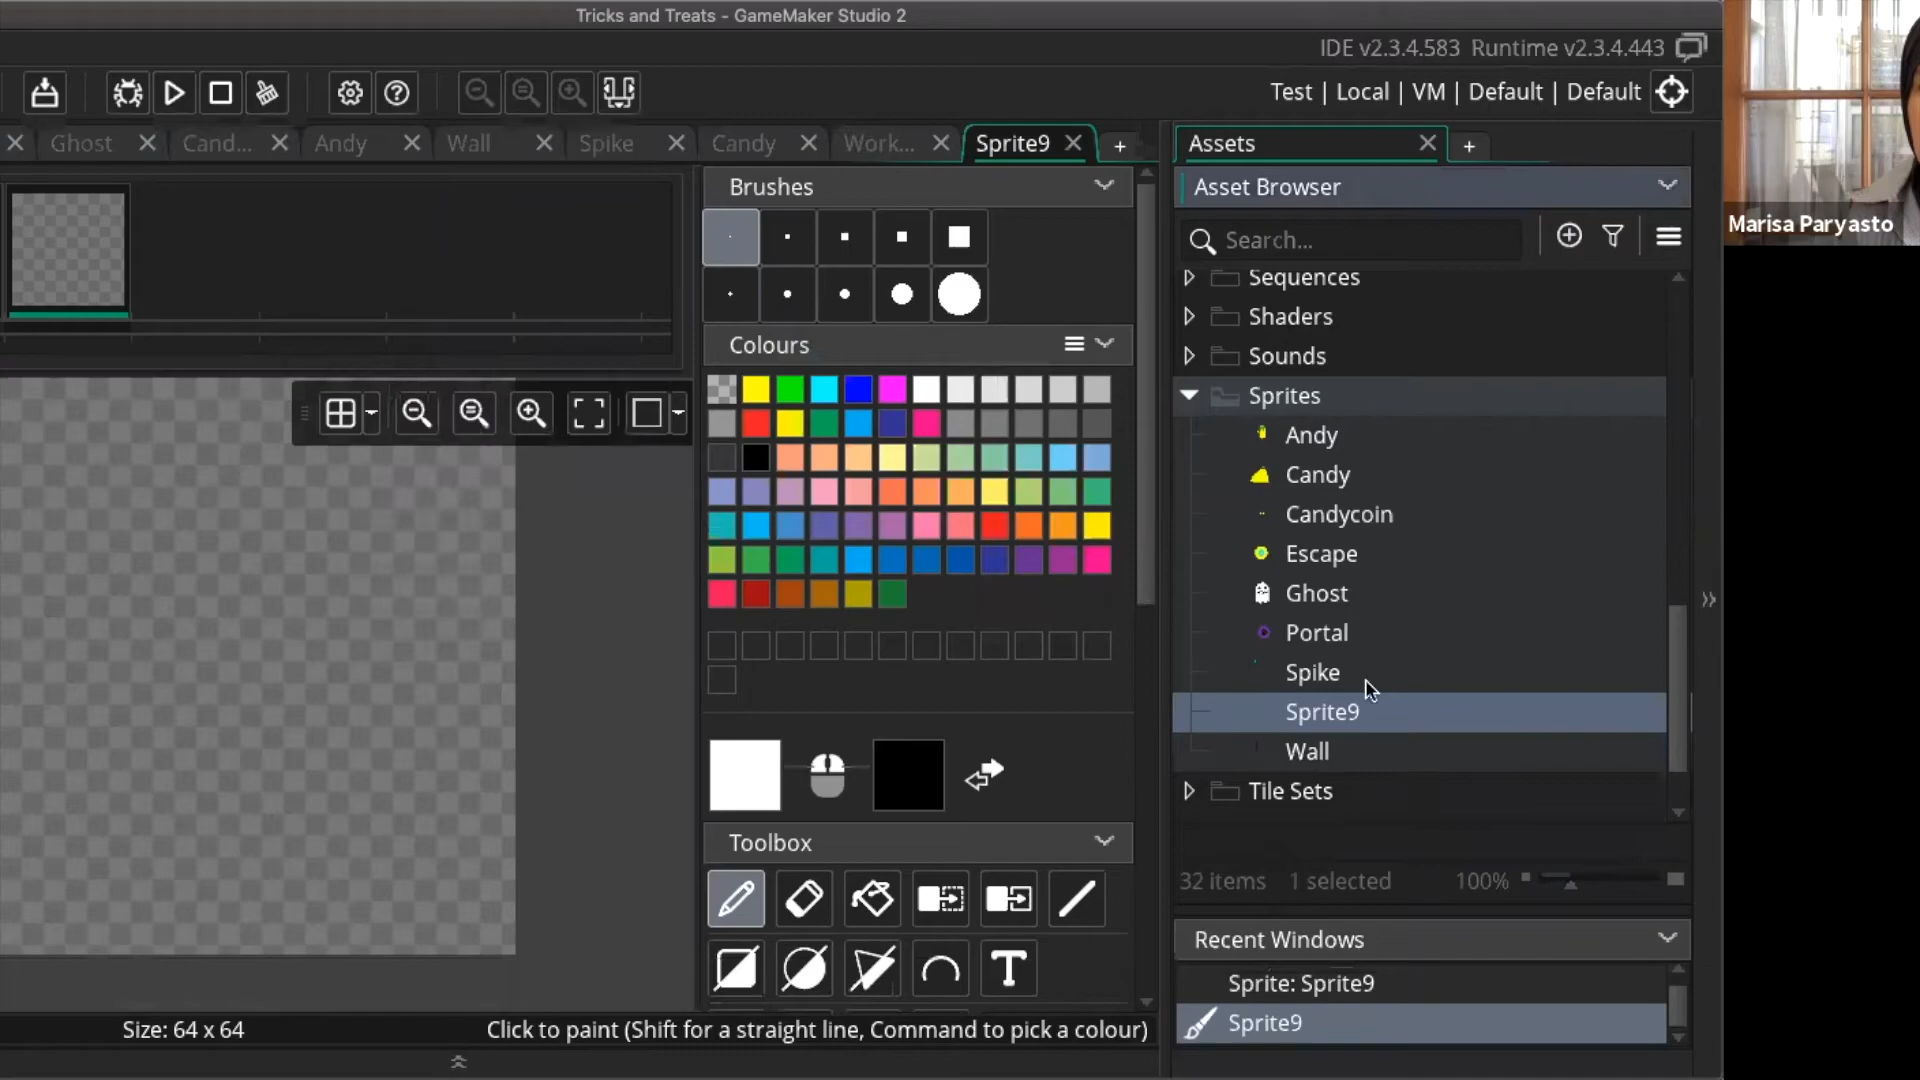 Tricks and Treats - GameMaker Studio 2
IDE v2.3.4.583 Runtime v2.3.4.443
Test | Local | VM | Default | Default
Ghost
Cand...
Andy
Wall
Spike
Candy
Work...
Sprite9
Assets
Brushes
Asset Browser
Search...
Marisa Paryasto
Sequences
Shaders
Sounds
Sprites
Andy
Candy
Candycoin
Escape
Ghost
Portal
Spike
Sprite9
Wall
Tile Sets
Colours
Toolbox
T
32 items 1 selected 100%
Recent Windows
Sprite: Sprite9
Sprite9
Size: 64 x 64
Click to paint (Shift for a straight line, Command to pick a colour)